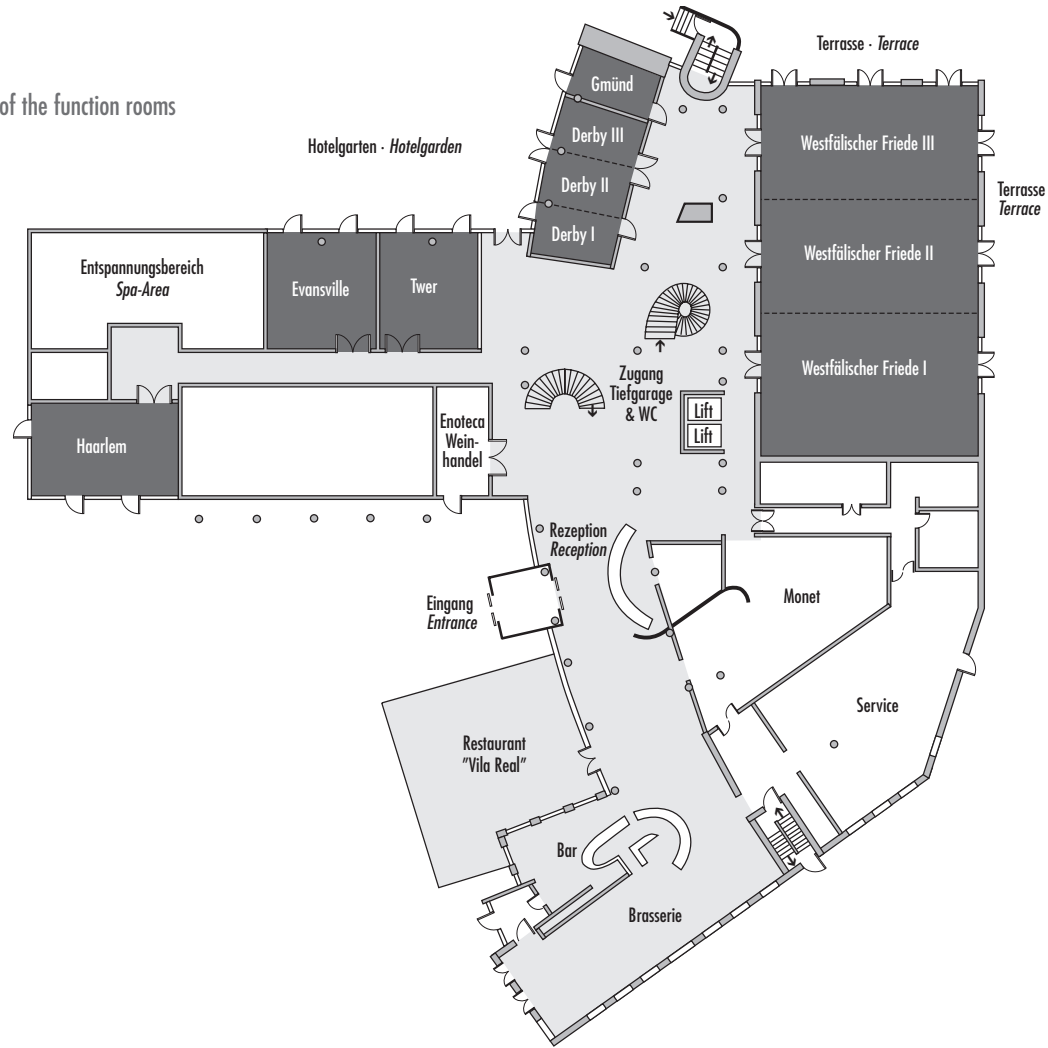 Terrasse · Terrace
of the function rooms
Hotelgarten · Hotelgarden
Gmünd
Derby III
Derby II
Derby I
Westfälischer Friede III
Westfälischer Friede II
Westfälischer Friede I
Terrasse
Terrace
Entspannungsbereich
Spa-Area
Evansville
Twer
Zugang
Tiefgarage
& WC
Lift
Lift
Haarlem
Enoteca
Wein-
handel
Rezeption
Reception
Eingang
Entrance
Monet
Service
Restaurant
"Vila Real"
Bar
Brasserie